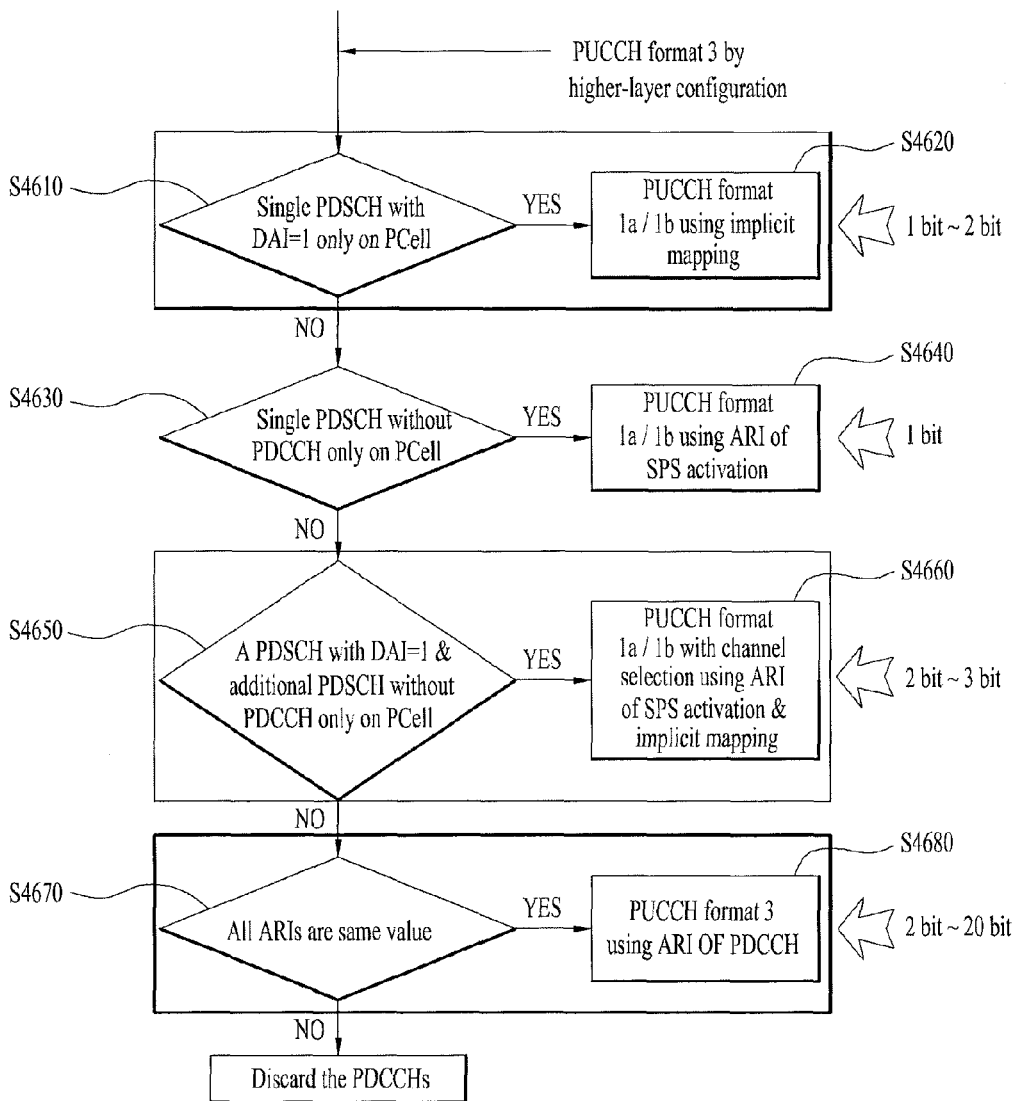 PUCCH format 3 by
higher-layer configuration
S4610
Single PDSCH with
DAI=1 only on PCell
YES
S4620
PUCCH format
1a / 1b using implicit
mapping
1 bit ~ 2 bit
NO
S4630
Single PDSCH without
PDCCH only on PCell
YES
S4640
PUCCH format
1a / 1b using ARI of
SPS activation
1 bit
NO
S4650
A PDSCH with DAI=1 &
additional PDSCH without
PDCCH only on PCell
YES
S4660
PUCCH format
1a / 1b with channel
selection using ARI
of SPS activation &
implicit mapping
2 bit ~ 3 bit
NO
S4670
All ARIs are same value
YES
S4680
PUCCH format 3
using ARI OF PDCCH
2 bit ~ 20 bit
NO
Discard the PDCCHs